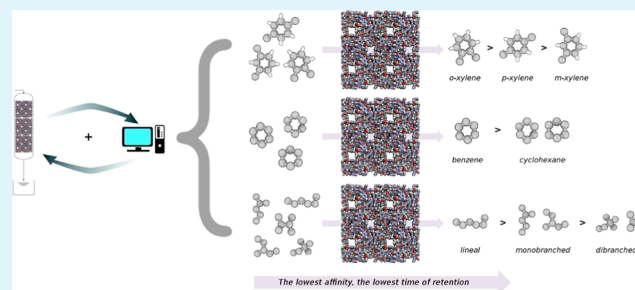 o-xylene > p-xylene > m-xylene
+
benzene > cyclohexane
lineal > monobranched > dibranched
The lowest affinity, the lowest time of retention